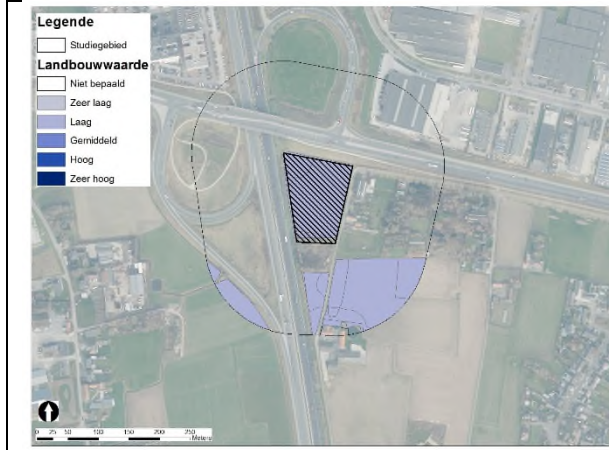 Legende
Studiegebied
Landbouwwaarde
Niet bepaald
Zeer laag
Laag
Gemiddeld
Hoog
Zeer hoog
0 25 50 100 150 200 250
Meters